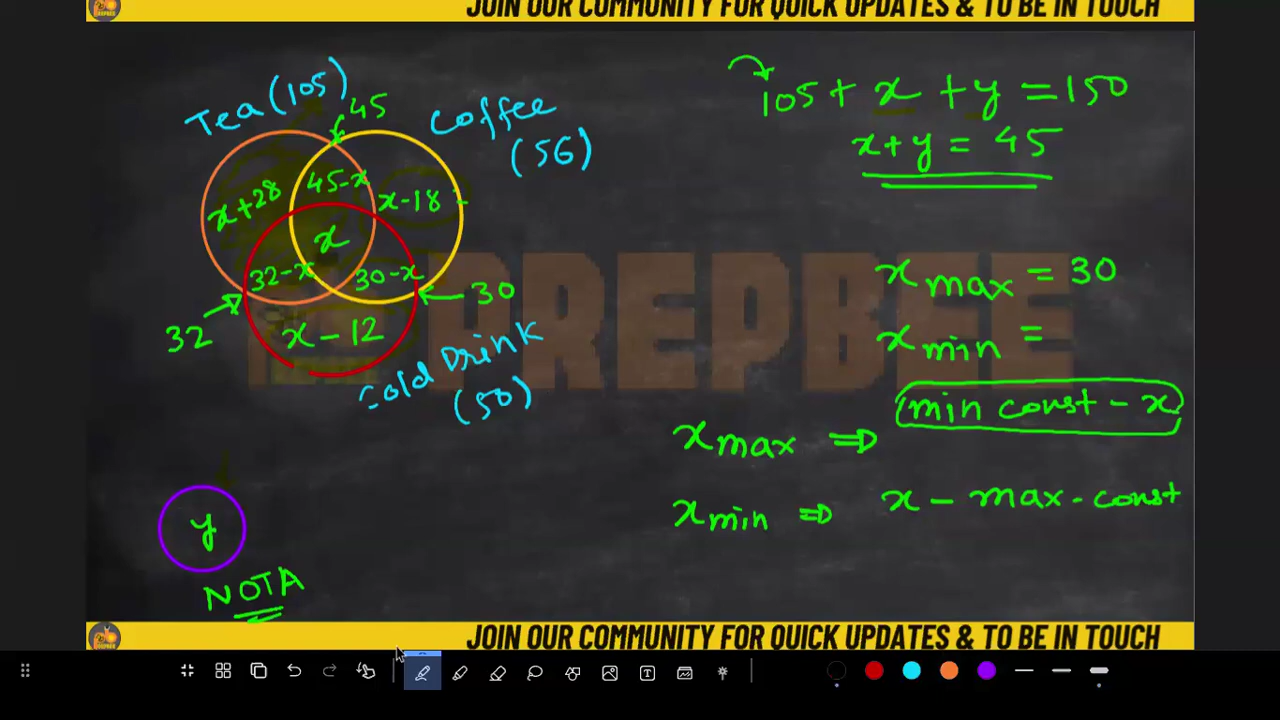 JOIN OUR COMMUNITY FOR QUICK UPDATES & TO BE IN TOUCH
Tea (105)
45
Coffee
(56)
x+28
45-x
x-18
x
32-x
30-x
32
30
x-12
Cold Drink
(50)
y
NOTA
105 + x + y = 150
x+y = 45
x max = 30
x min =
min const - x
x max ⇒
x min ⇒ x - max-const
PREPBEE
JOIN OUR COMMUNITY FOR QUICK UPDATES & TO BE IN TOUCH